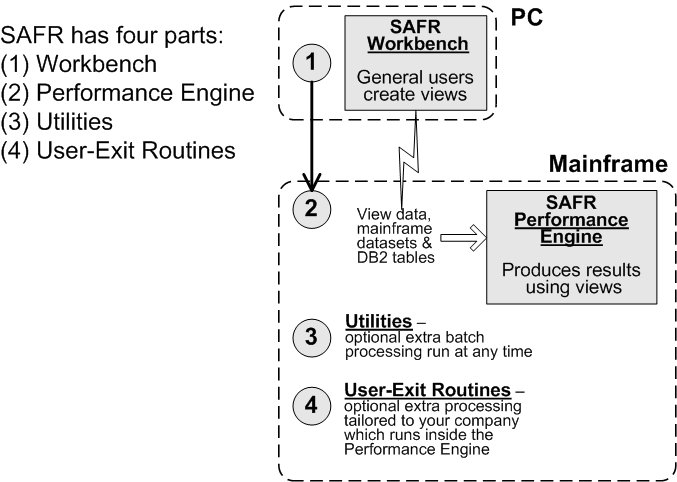 SAFR has four parts:
(1) Workbench
(2) Performance Engine
(3) Utilities
(4) User-Exit Routines
PC
1
SAFR
Workbench
General users
create views
Mainframe
2
View data,
mainframe
datasets &
DB2 tables
SAFR
Performance
Engine
Produces results
using views
3
Utilities –
optional extra batch
processing run at any time
4
User-Exit Routines –
optional extra processing
tailored to your company
which runs inside the
Performance Engine